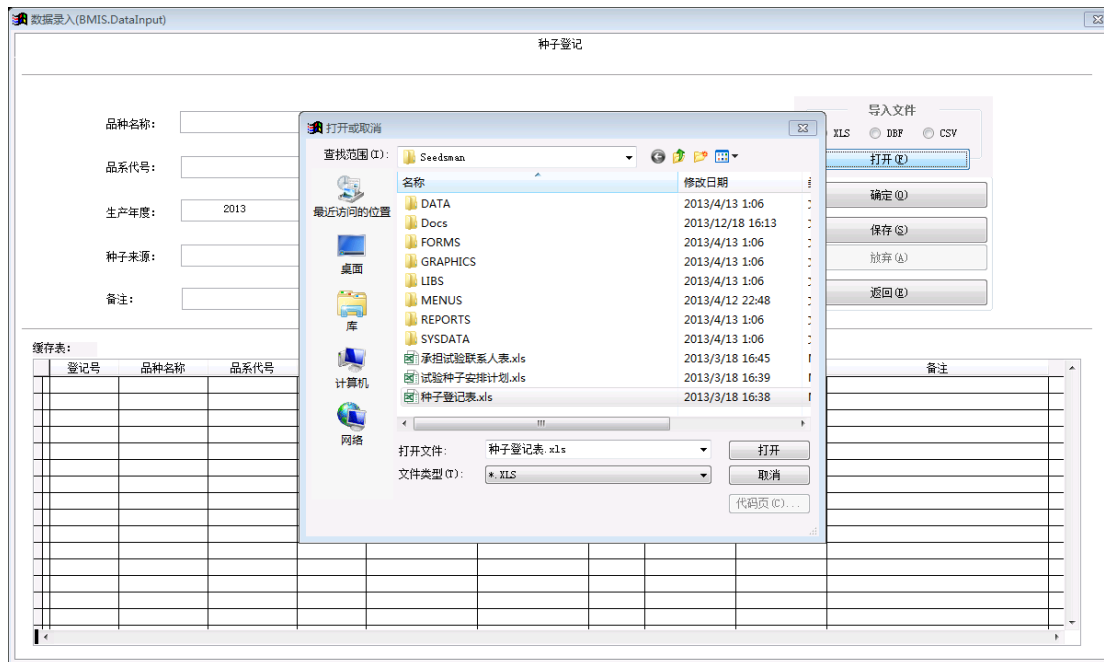 数据录入(BMIS.DataInput)
种子登记
品种名称:
品系代号:
生产年度: 2013
种子来源:
备注:
导入文件
XLS DBF CSV
打开(F)
确定(O)
保存(S)
放弃(A)
返回(E)
打开或取消
查找范围(I): Seedsman
最近访问的位置
桌面
库
计算机
网络
名称 修改日期
DATA 2013/4/13 1:06
Docs 2013/12/18 16:13
FORMS 2013/4/13 1:06
GRAPHICS 2013/4/13 1:06
LIBS 2013/4/13 1:06
MENUS 2013/4/12 22:48
REPORTS 2013/4/13 1:06
SYSDATA 2013/4/13 1:06
承担试验联系人表.xls 2013/3/18 16:45
试验种子安排计划.xls 2013/3/18 16:39
种子登记表.xls 2013/3/18 16:38
打开文件: 种子登记表.xls 打开
文件类型(T): *.XLS 取消
代码页(C)...
缓存表:
登记号 品种名称 品系代号 备注